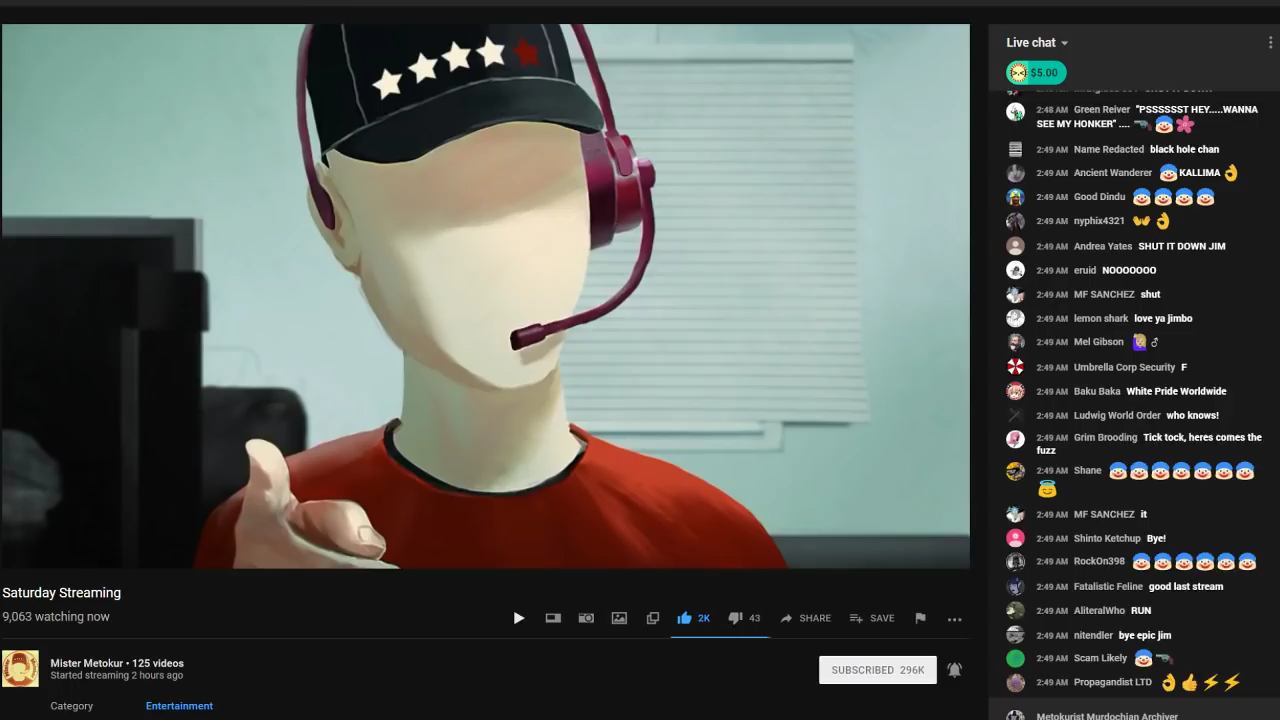 Live chat
$5.00
2:48 AM Green Reiver "PSSSSSST HEY.....WANNA
SEE MY HONKER" ....
2:49 AM Name Redacted black hole chan
2:49 AM Ancient Wanderer KALLIMA
2:49 AM Good Dindu
2:49 AM nyphix4321
2:49 AM Andrea Yates SHUT IT DOWN JIM
2:49 AM eruid NOOOOOOO
2:49 AM MF SANCHEZ shut
2:49 AM lemon shark love ya jimbo
2:49 AM Mel Gibson
2:49 AM Umbrella Corp Security F
2:49 AM Baku Baka White Pride Worldwide
2:49 AM Ludwig World Order who knows!
2:49 AM Grim Brooding Tick tock, heres comes the
fuzz
2:49 AM Shane
2:49 AM MF SANCHEZ it
2:49 AM Shinto Ketchup Bye!
2:49 AM RockOn398
2:49 AM Fatalistic Feline good last stream
2:49 AM AliteralWho RUN
2:49 AM nitendler bye epic jim
2:49 AM Scam Likely
2:49 AM Propagandist LTD
Metokurist Murdochian Archiver
Saturday Streaming
9,063 watching now
2K 43 SHARE SAVE
Mister Metokur • 125 videos
Started streaming 2 hours ago
SUBSCRIBED 296K
Category Entertainment